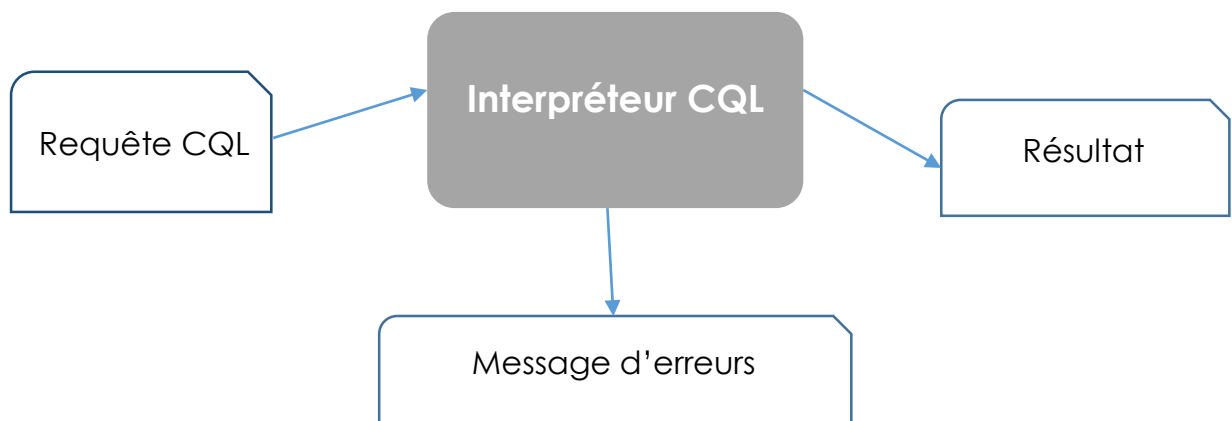 Interpréteur CQL
Requête CQL
Résultat
Message d’erreurs